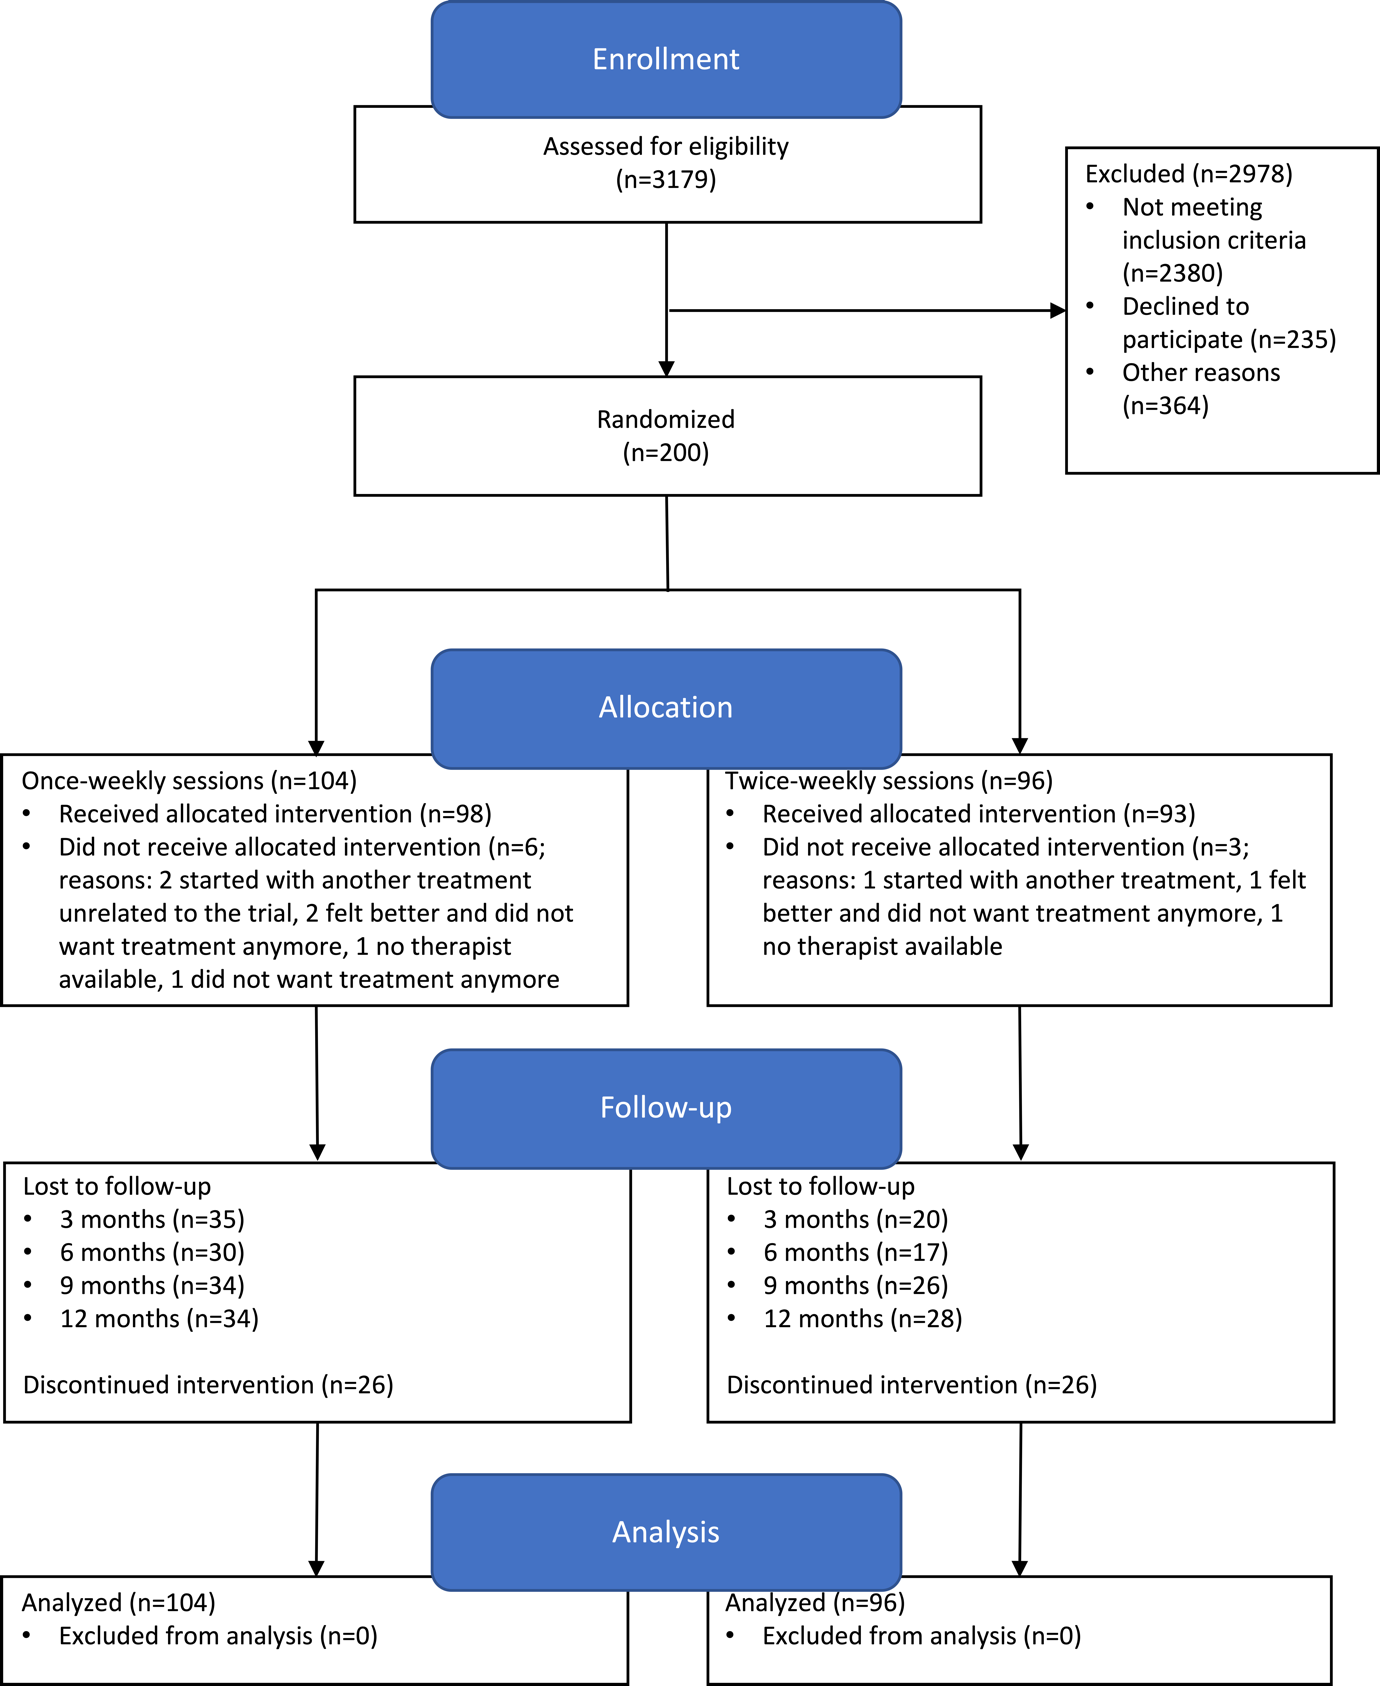 Enrollment
Assessed for eligibility
(n=3179)
Excluded (n=2978)
• Not meeting
inclusion criteria
(n=2380)
• Declined to
participate (n=235)
• Other reasons
(n=364)
Randomized
(n=200)
Allocation
Once-weekly sessions (n=104)
• Received allocated intervention (n=98)
• Did not receive allocated intervention (n=6;
reasons: 2 started with another treatment
unrelated to the trial, 2 felt better and did not
want treatment anymore, 1 no therapist
available, 1 did not want treatment anymore
Twice-weekly sessions (n=96)
• Received allocated intervention (n=93)
• Did not receive allocated intervention (n=3;
reasons: 1 started with another treatment, 1 felt
better and did not want treatment anymore, 1
no therapist available
Follow-up
Lost to follow-up
• 3 months (n=35)
• 6 months (n=30)
• 9 months (n=34)
• 12 months (n=34)
Discontinued intervention (n=26)
Lost to follow-up
• 3 months (n=20)
• 6 months (n=17)
• 9 months (n=26)
• 12 months (n=28)
Discontinued intervention (n=26)
Analysis
Analyzed (n=104)
• Excluded from analysis (n=0)
Analyzed (n=96)
• Excluded from analysis (n=0)